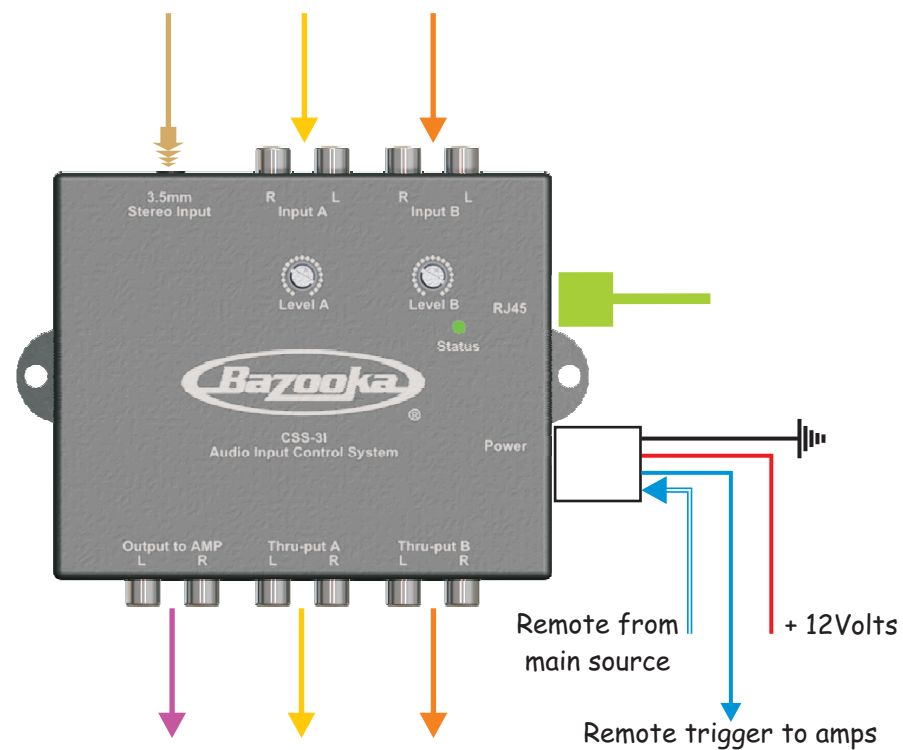 3.5mm
Stereo Input
R L
Input A
R L
Input B
Level A
Level B
RJ45
Status
Bazooka
®
CSS-3I
Audio Input Control System
Power
Output to AMP
L R
Thru-put A
L R
Thru-put B
L R
Remote from
main source
+ 12Volts
Remote trigger to amps